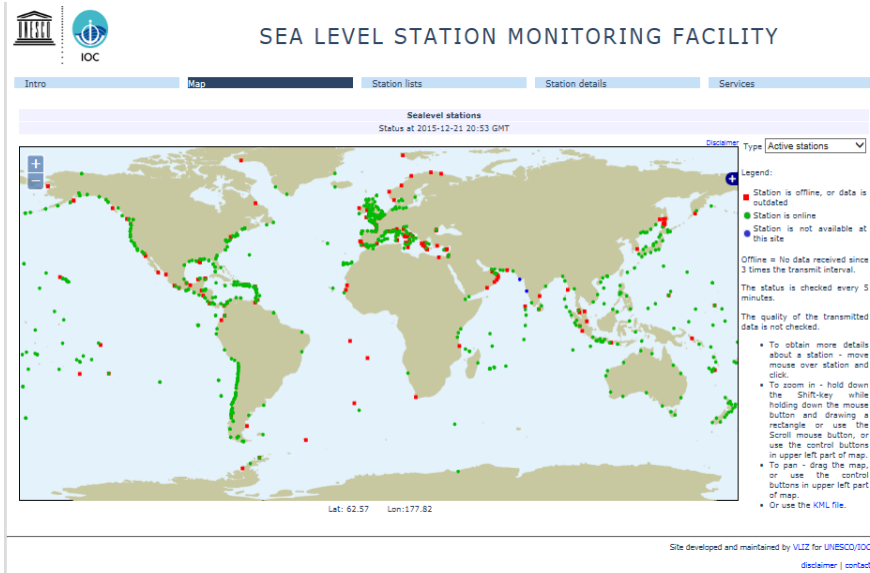 UNESCO
IOC
SEA LEVEL STATION MONITORING FACILITY
Intro
Map
Station lists
Station details
Services
Sealevel stations
Status at 2015-12-21 20:53 GMT
Disclaimer
Type Active stations
+
−
+
Legend:
Station is offline, or data is
outdated
Station is online
Station is not available at
this site
Offline = No data received since
3 times the transmit interval.
The status is checked every 5
minutes.
The quality of the transmitted
data is not checked.
• To obtain more details
about a station - move
mouse over station and
click.
• To zoom in - hold down
the Shift-key while
holding down the mouse
button and drawing a
rectangle or use the
Scroll mouse button, or
use the control buttons
in upper left part of map.
• To pan - drag the map,
or use the control
buttons in upper left part
of map.
• Or use the KML file.
Lat: 62.57 Lon:177.82
Site developed and maintained by VLIZ for UNESCO/IOC
disclaimer | contact